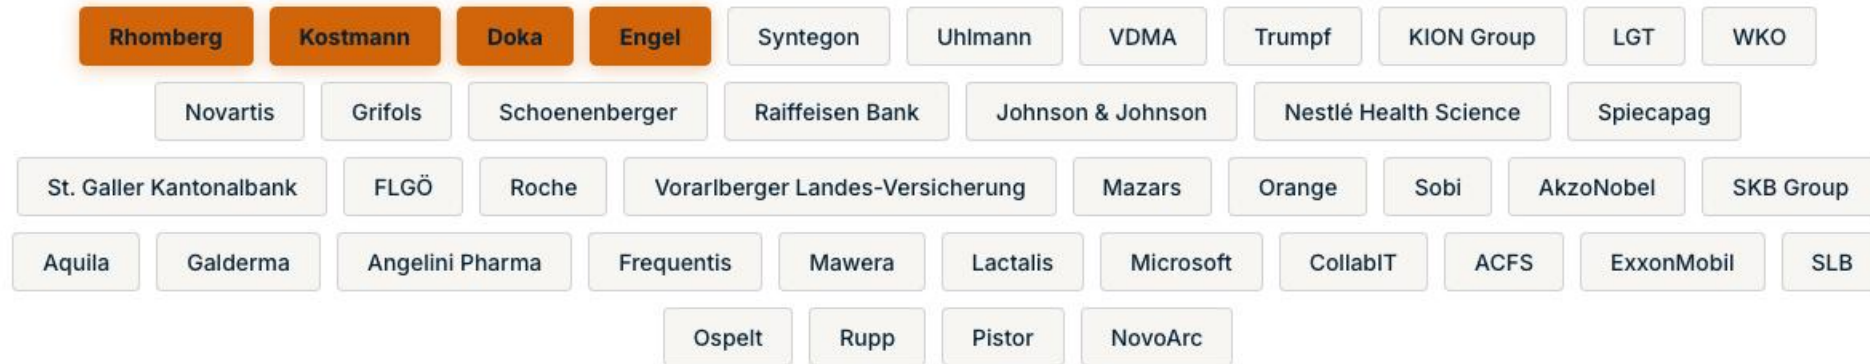 Rhomberg Kostmann Doka Engel Syntegon Uhlmann VDMA Trumpf KION Group LGT WKO
Novartis Grifols Schoenenberger Raiffeisen Bank Johnson & Johnson Nestlé Health Science Spiecapag
St. Galler Kantonalbank FLGÖ Roche Vorarlberger Landes-Versicherung Mazars Orange Sobi AkzoNobel SKB Group
Aquila Galderma Angelini Pharma Frequentis Mawera Lactalis Microsoft CollabIT ACFS ExxonMobil SLB
Ospelt Rupp Pistor NovoArc